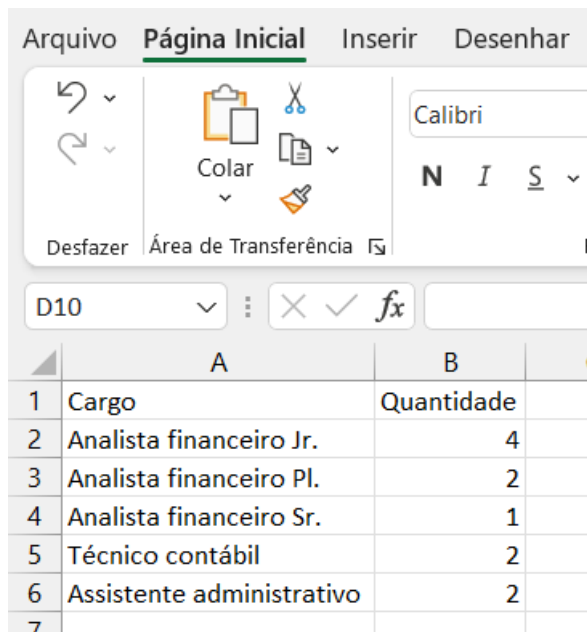 Arquivo Página Inicial Inserir Desenhar
Colar
Calibri
N I S
Desfazer Área de Transferência
D10 fx
A B
1 Cargo Quantidade
2 Analista financeiro Jr. 4
3 Analista financeiro Pl. 2
4 Analista financeiro Sr. 1
5 Técnico contábil 2
6 Assistente administrativo 2
7